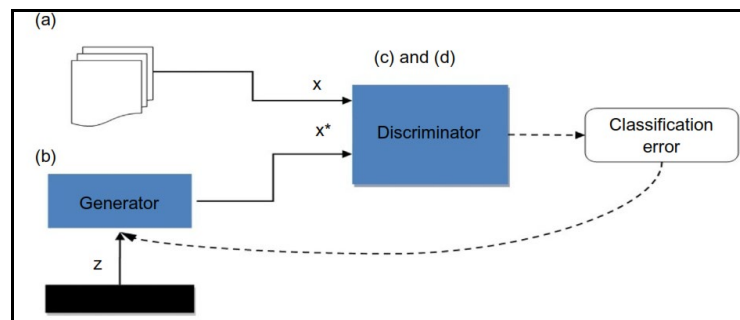 (a)
(c) and (d)
x
x*
Discriminator
Classification
error
(b)
Generator
z